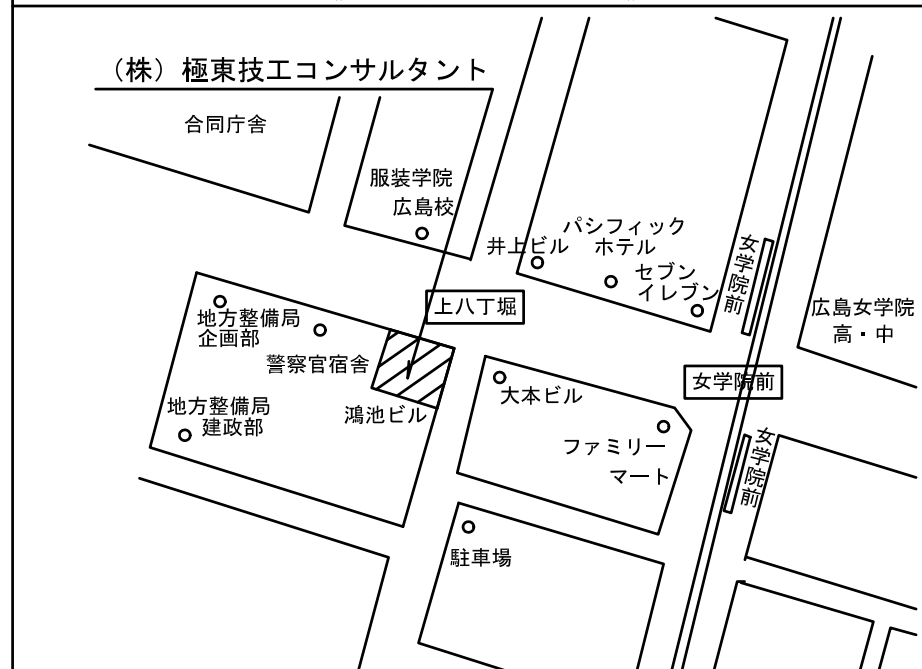 （株）極東技工コンサルタント
合同庁舎
服装学院
広島校
井上ビル
パシフィック
ホテル
セブン
イレブン
女学院前
広島女学院
高・中
上八丁堀
地方整備局
企画部
警察官宿舎
鴻池ビル
地方整備局
建政部
大本ビル
女学院前
ファミリー
マート
女学院前
駐車場